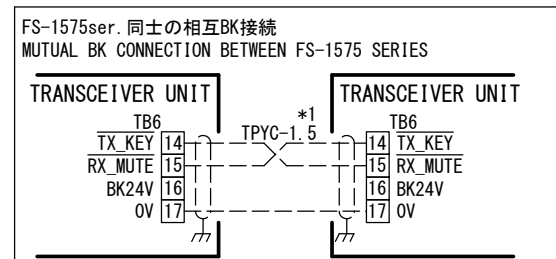 FS-1575ser.同士の相互BK接続
MUTUAL BK CONNECTION BETWEEN FS-1575 SERIES
TRANSCEIVER UNIT
TB6
TX_KEY 14
RX_MUTE 15
BK24V 16
0V 17
*1
TPYC-1.5
TRANSCEIVER UNIT
TB6
14 TX_KEY
15 RX_MUTE
16 BK24V
17 0V